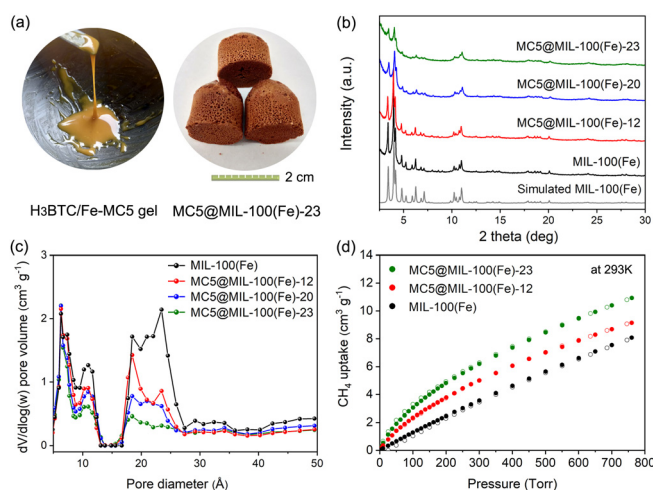 (a)
2 cm
H₃BTC/Fe-MC5 gel
MC5@MIL-100(Fe)-23
(b)
Intensity (a.u.)
MC5@MIL-100(Fe)-23
MC5@MIL-100(Fe)-20
MC5@MIL-100(Fe)-12
MIL-100(Fe)
Simulated MIL-100(Fe)
5 10 15 20 25 30
2 theta (deg)
(c)
dV/dlog(w) pore volume (cm³ g⁻¹)
3
2
1
0
MIL-100(Fe)
MC5@MIL-100(Fe)-12
MC5@MIL-100(Fe)-20
MC5@MIL-100(Fe)-23
10 20 30 40 50
Pore diameter (Å)
(d)
CH₄ uptake (cm³ g⁻¹)
14
12
10
8
6
4
2
0
MC5@MIL-100(Fe)-23
MC5@MIL-100(Fe)-12
MIL-100(Fe)
at 293K
0 100 200 300 400 500 600 700 800
Pressure (Torr)